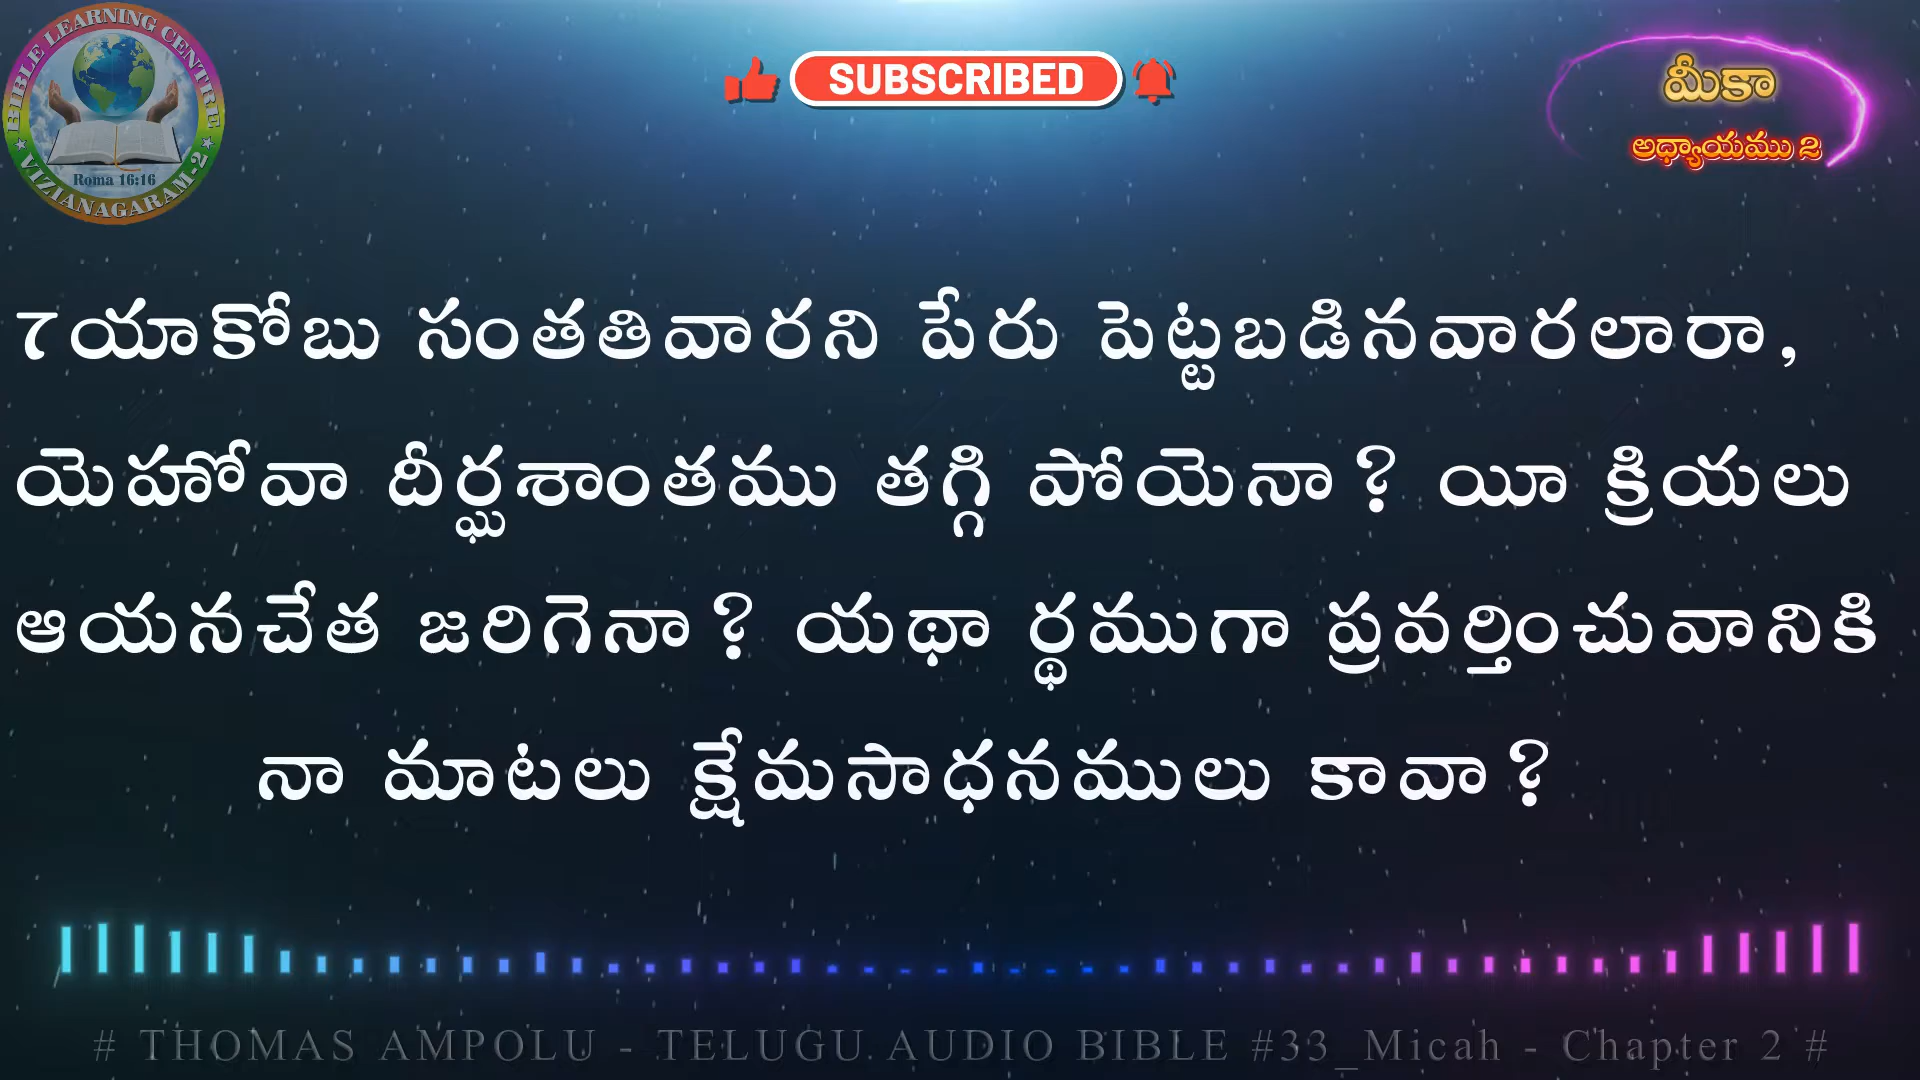 BIBLE LEARNING CENTRE
Roma 16:16
★ VIZIANAGARAM-2 ★
SUBSCRIBED
మీకా
అధ్యాయము 2
7యాకోబు సంతతివారని పేరు పెట్టబడినవారలారా,
యెహోవా దీర్ఘశాంతము తగ్గి పోయెనా? యీ క్రియలు
ఆయనచేత జరిగెనా? యథా ర్థముగా ప్రవర్తించువానికి
నా మాటలు క్షేమసాధనములు కావా?
# THOMAS AMPOLU - TELUGU AUDIO BIBLE #33_Micah - Chapter 2 #